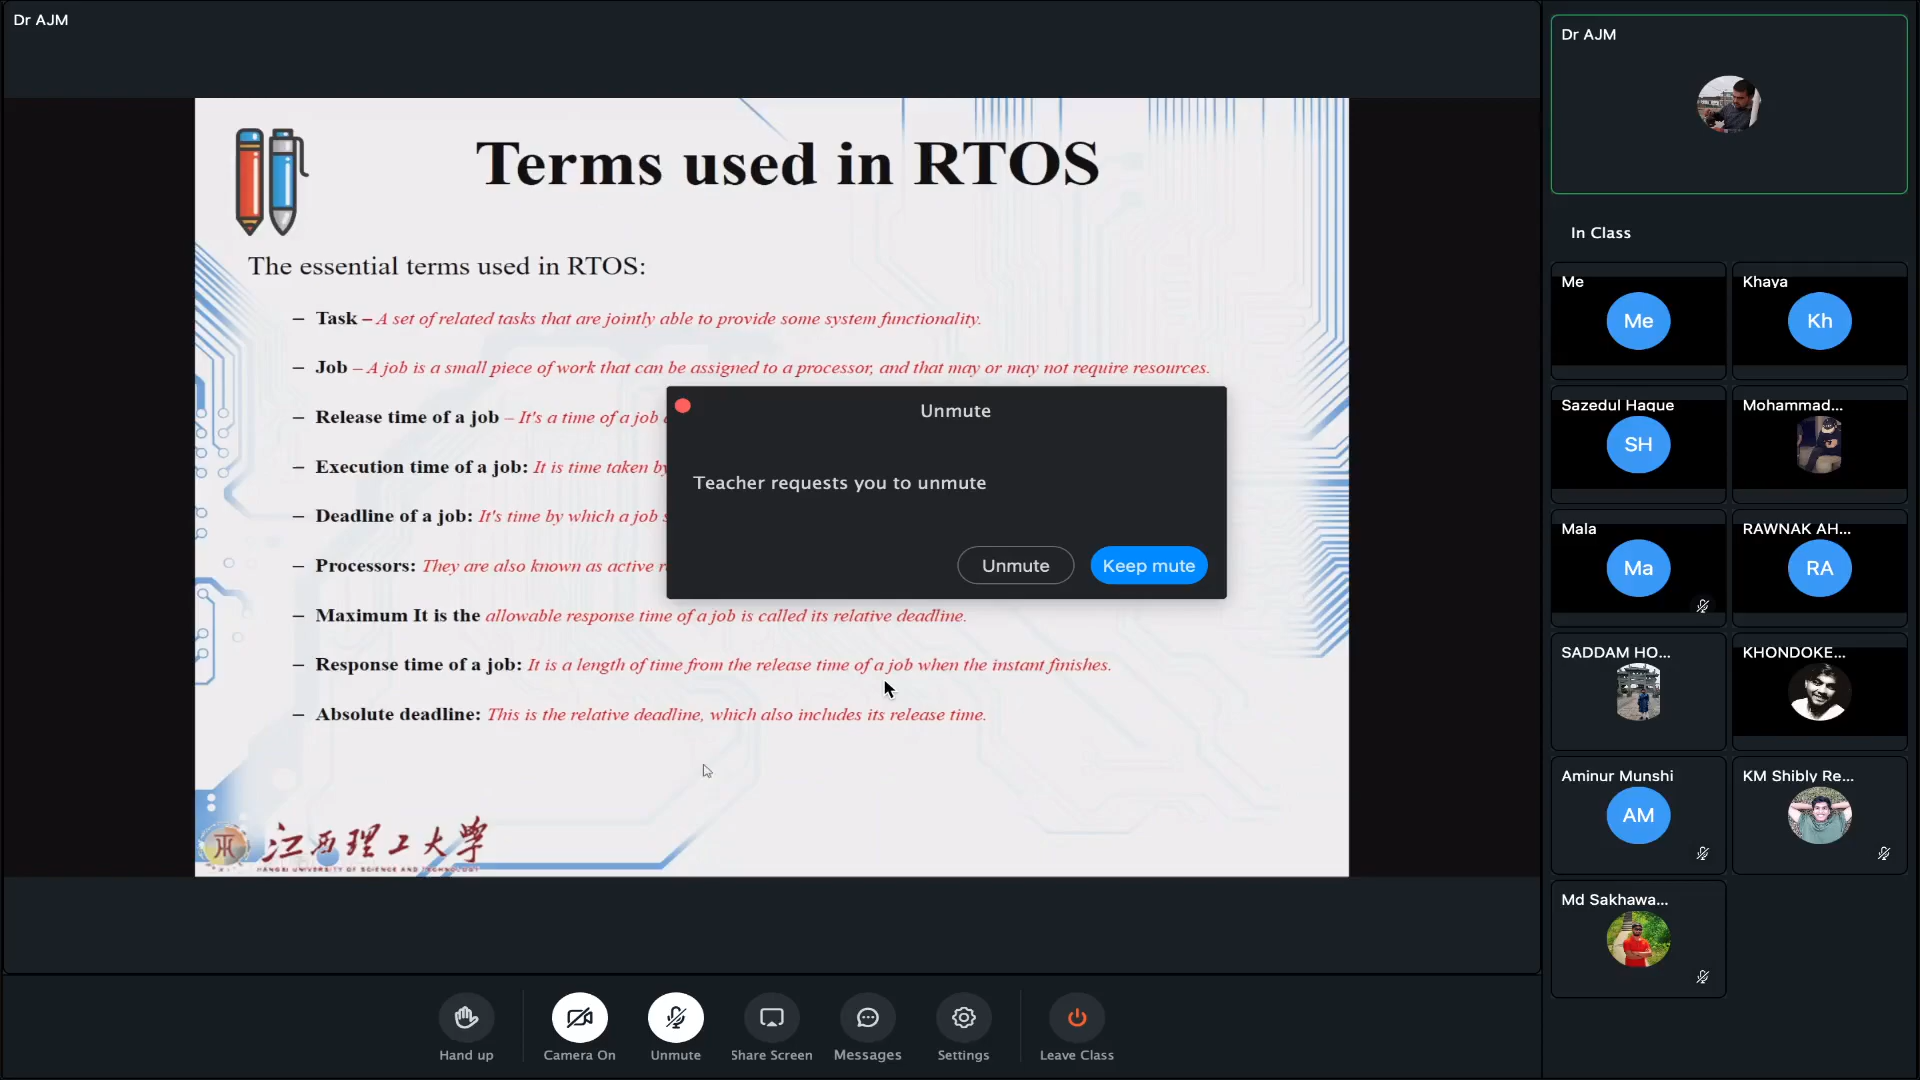 Dr AJM
Terms used in RTOS
The essential terms used in RTOS:
– Task – A set of related tasks that are jointly able to provide some system functionality.
– Job – A job is a small piece of work that can be assigned to a processor, and that may or may not require resources.
– Release time of a job – It's a time of a job
– Execution time of a job: It is time taken by
– Deadline of a job: It's time by which a job
– Processors: They are also known as active
– Maximum It is the allowable response time of a job is called its relative deadline.
– Response time of a job: It is a length of time from the release time of a job when the instant finishes.
– Absolute deadline: This is the relative deadline, which also includes its release time.
江西理工大学
JIANGXI UNIVERSITY OF SCIENCE AND TECHNOLOGY
Unmute
Teacher requests you to unmute
Unmute
Keep mute
Hand up
Camera On
Unmute
Share Screen
Messages
Settings
Leave Class
Dr AJM
In Class
Me
Me
Khaya
Kh
Sazedul Haque
SH
Mohammad...
Mala
Ma
RAWNAK AH...
RA
SADDAM HO...
KHONDOKE...
Aminur Munshi
AM
KM Shibly Re...
Md Sakhawa...